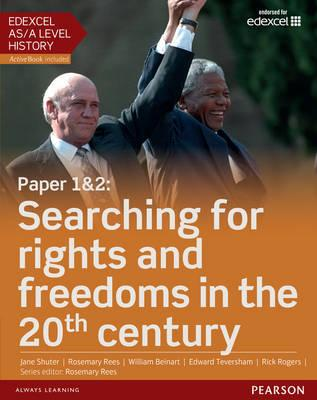 EDEXCEL
AS/A LEVEL
HISTORY
ActiveBook included
endorsed for
edexcel
Paper 1&2:
Searching for
rights and
freedoms in the
20th century
Jane Shuter | Rosemary Rees | William Beinart | Edward Teversham | Rick Rogers |
Series editor: Rosemary Rees
ALWAYS LEARNING
PEARSON